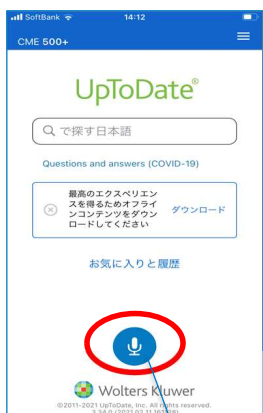 SoftBank 14:12
CME 500+
UpToDate®
で探す日本語
Questions and answers (COVID-19)
最高のエクスペリエン
スを得るためオフライ
ンコンテンツをダウン
ロードしてください
ダウンロード
お気に入りと履歴
Wolters Kluwer
©2011-2021 UpToDate, Inc. All rights reserved.